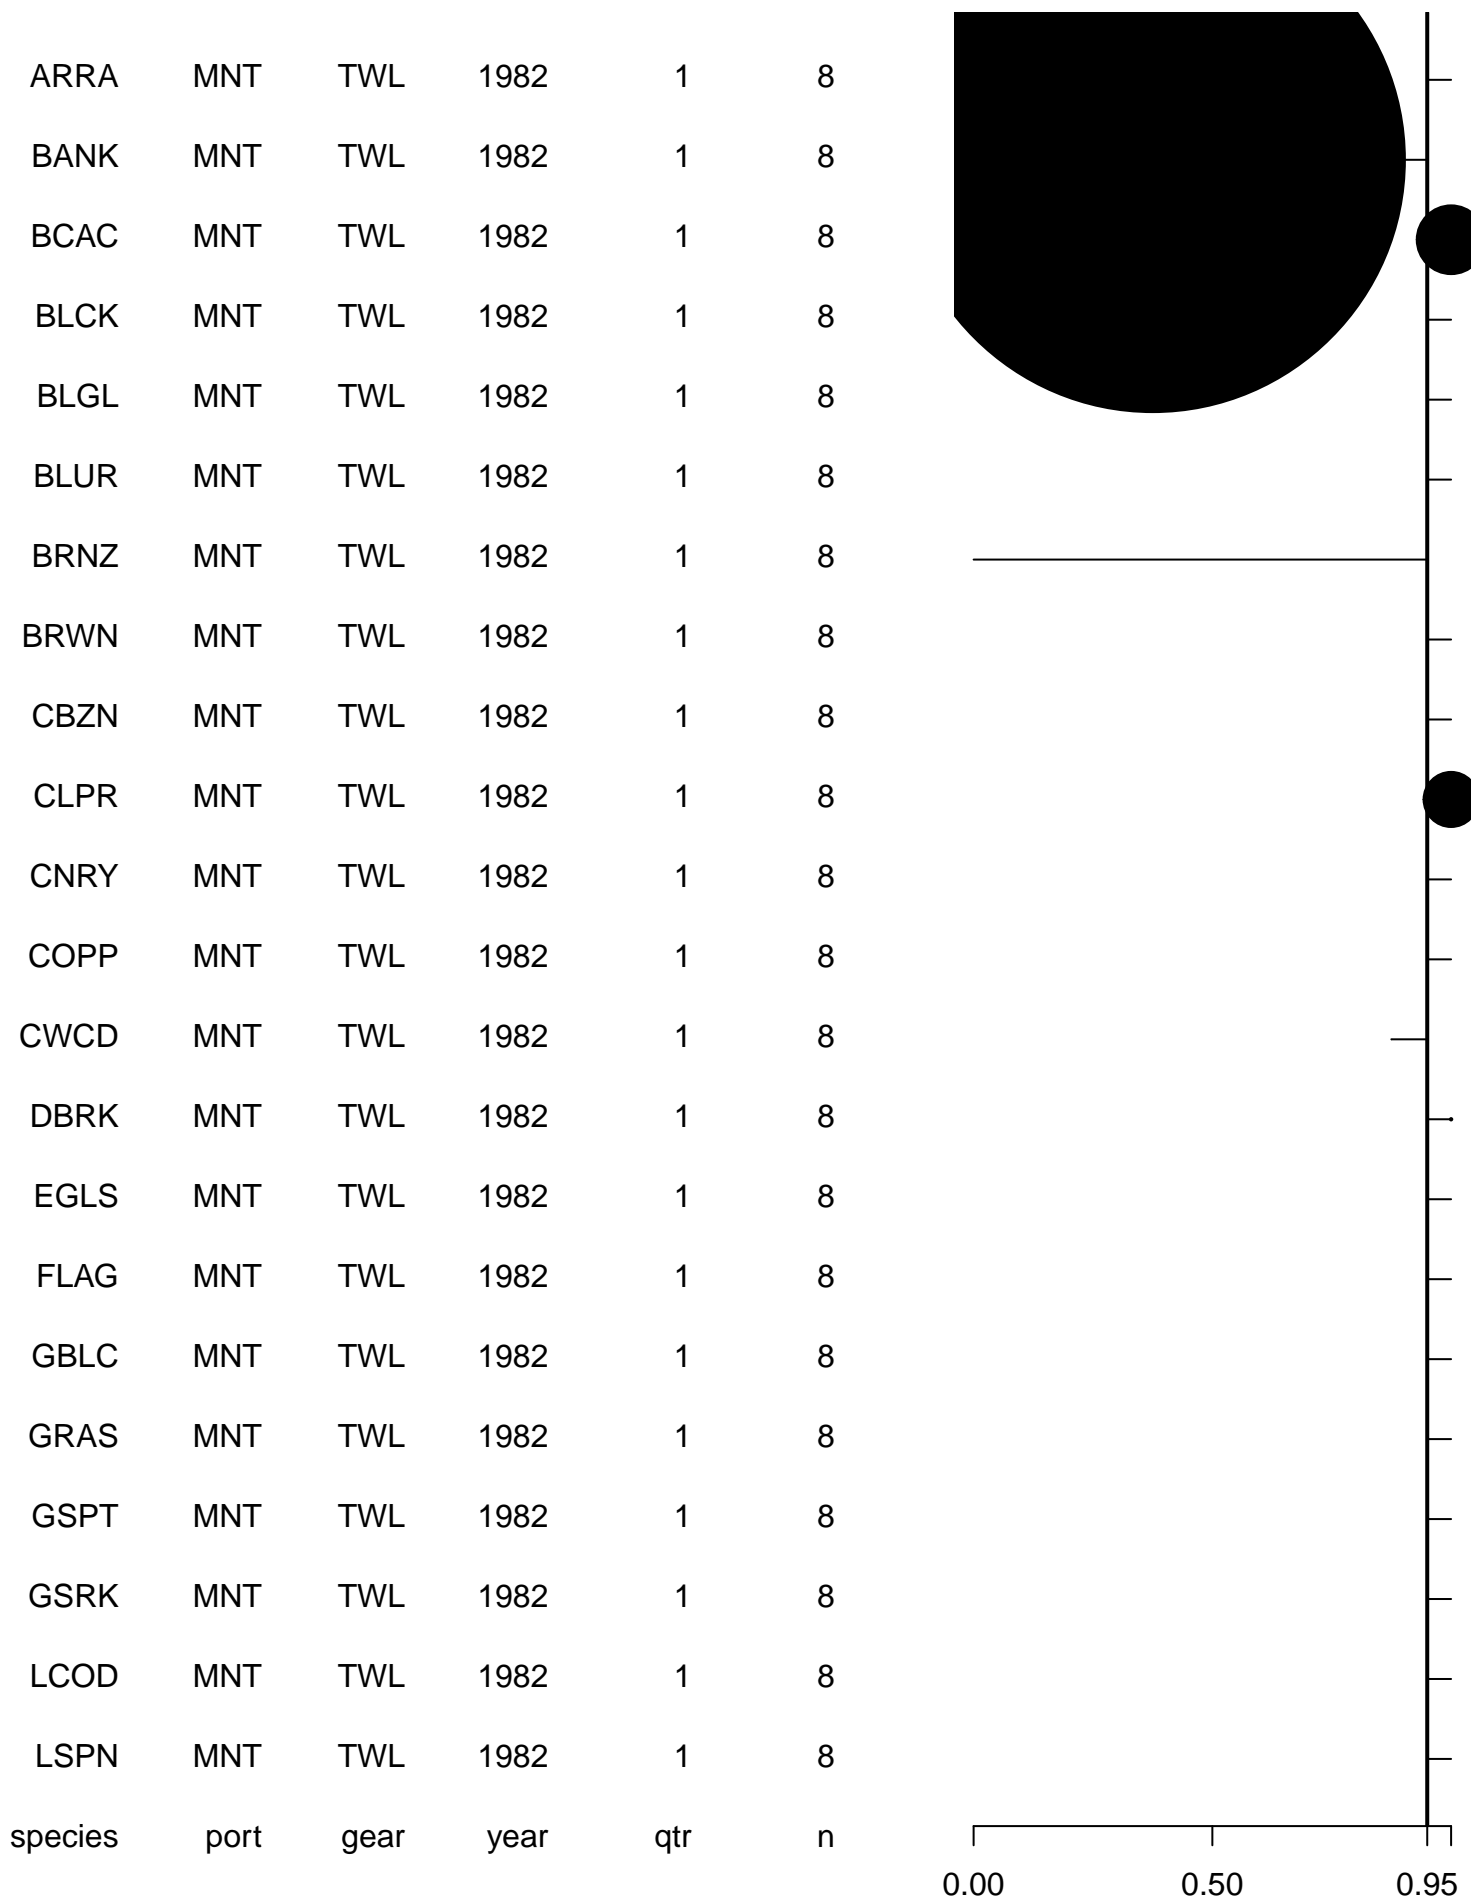 ARRA MNT TWL 1982 1 8
BANK MNT TWL 1982 1 8
BCAC MNT TWL 1982 1 8
BLCK MNT TWL 1982 1 8
BLGL MNT TWL 1982 1 8
BLUR MNT TWL 1982 1 8
BRNZ MNT TWL 1982 1 8
BRWN MNT TWL 1982 1 8
CBZN MNT TWL 1982 1 8
CLPR MNT TWL 1982 1 8
CNRY MNT TWL 1982 1 8
COPP MNT TWL 1982 1 8
CWCD MNT TWL 1982 1 8
DBRK MNT TWL 1982 1 8
EGLS MNT TWL 1982 1 8
FLAG MNT TWL 1982 1 8
GBLC MNT TWL 1982 1 8
GRAS MNT TWL 1982 1 8
GSPT MNT TWL 1982 1 8
GSRK MNT TWL 1982 1 8
LCOD MNT TWL 1982 1 8
LSPN MNT TWL 1982 1 8
species port gear year qtr n
0.00 0.50 0.95